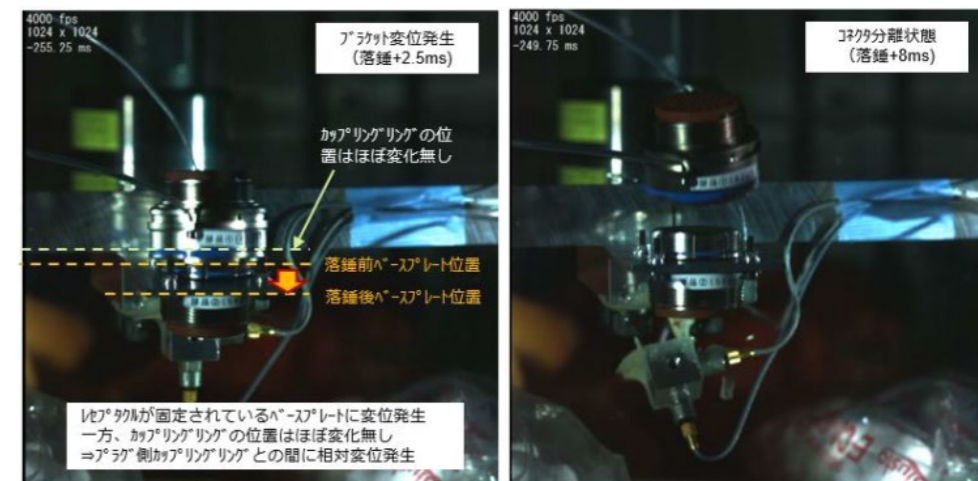 4000 fps
1024 x 1024
-255.25 ms
ﾌﾞﾗｹｯﾄ変位発生
(落錘+2.5ms)
ｶｯﾌﾟﾘﾝｸﾞﾘﾝｸﾞの位
置はほぼ変化無し
落錘前ﾍﾞｰｽﾌﾟﾚｰﾄ位置
落錘後ﾍﾞｰｽﾌﾟﾚｰﾄ位置
ﾚｾﾌﾟﾀｸﾙが固定されているﾍﾞｰｽﾌﾟﾚｰﾄに変位発生
一方、ｶｯﾌﾟﾘﾝｸﾞﾘﾝｸﾞの位置はほぼ変化無し
⇒ﾌﾟﾗｸﾞ側ｶｯﾌﾟﾘﾝｸﾞﾘﾝｸﾞとの間に相対変位発生
4000 fps
1024 x 1024
-249.75 ms
ｺﾈｸﾀ分離状態
(落錘+8ms)